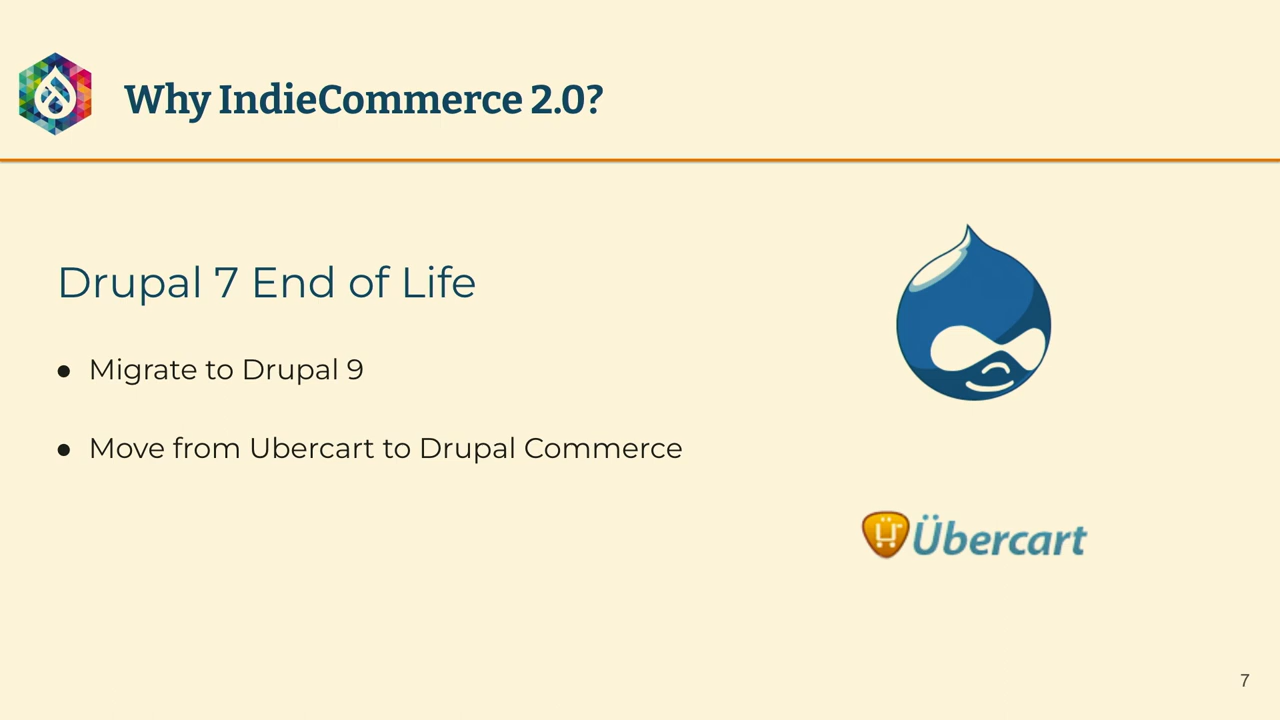 Why IndieCommerce 2.0?
Drupal 7 End of Life
● Migrate to Drupal 9
● Move from Ubercart to Drupal Commerce
Übercart
7